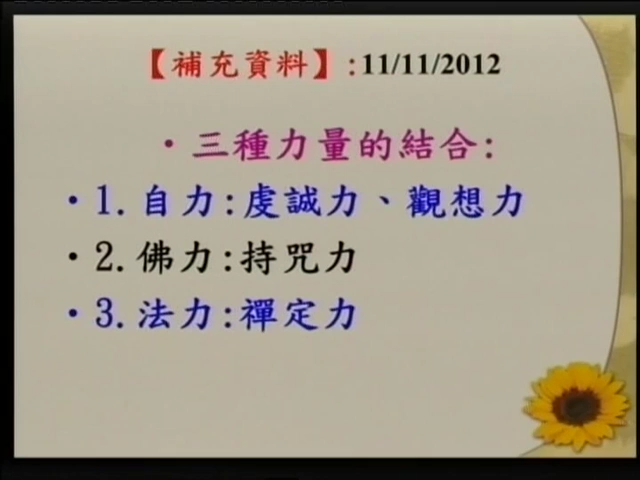 【補充資料】:11/11/2012
•三種力量的結合:
•1.自力:虔誠力、觀想力
•2.佛力:持咒力
•3.法力:禪定力